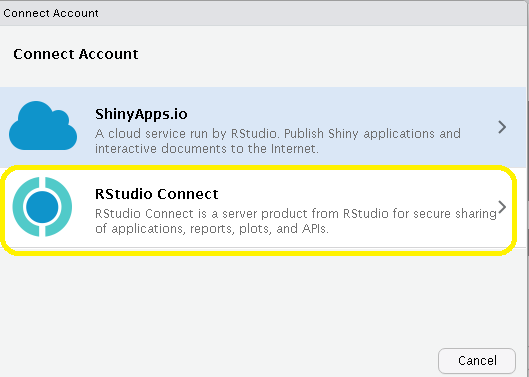 Connect Account
Connect Account
ShinyApps.io
A cloud service run by RStudio. Publish Shiny applications and
interactive documents to the Internet.
RStudio Connect
RStudio Connect is a server product from RStudio for secure sharing
of applications, reports, plots, and APIs.
Cancel